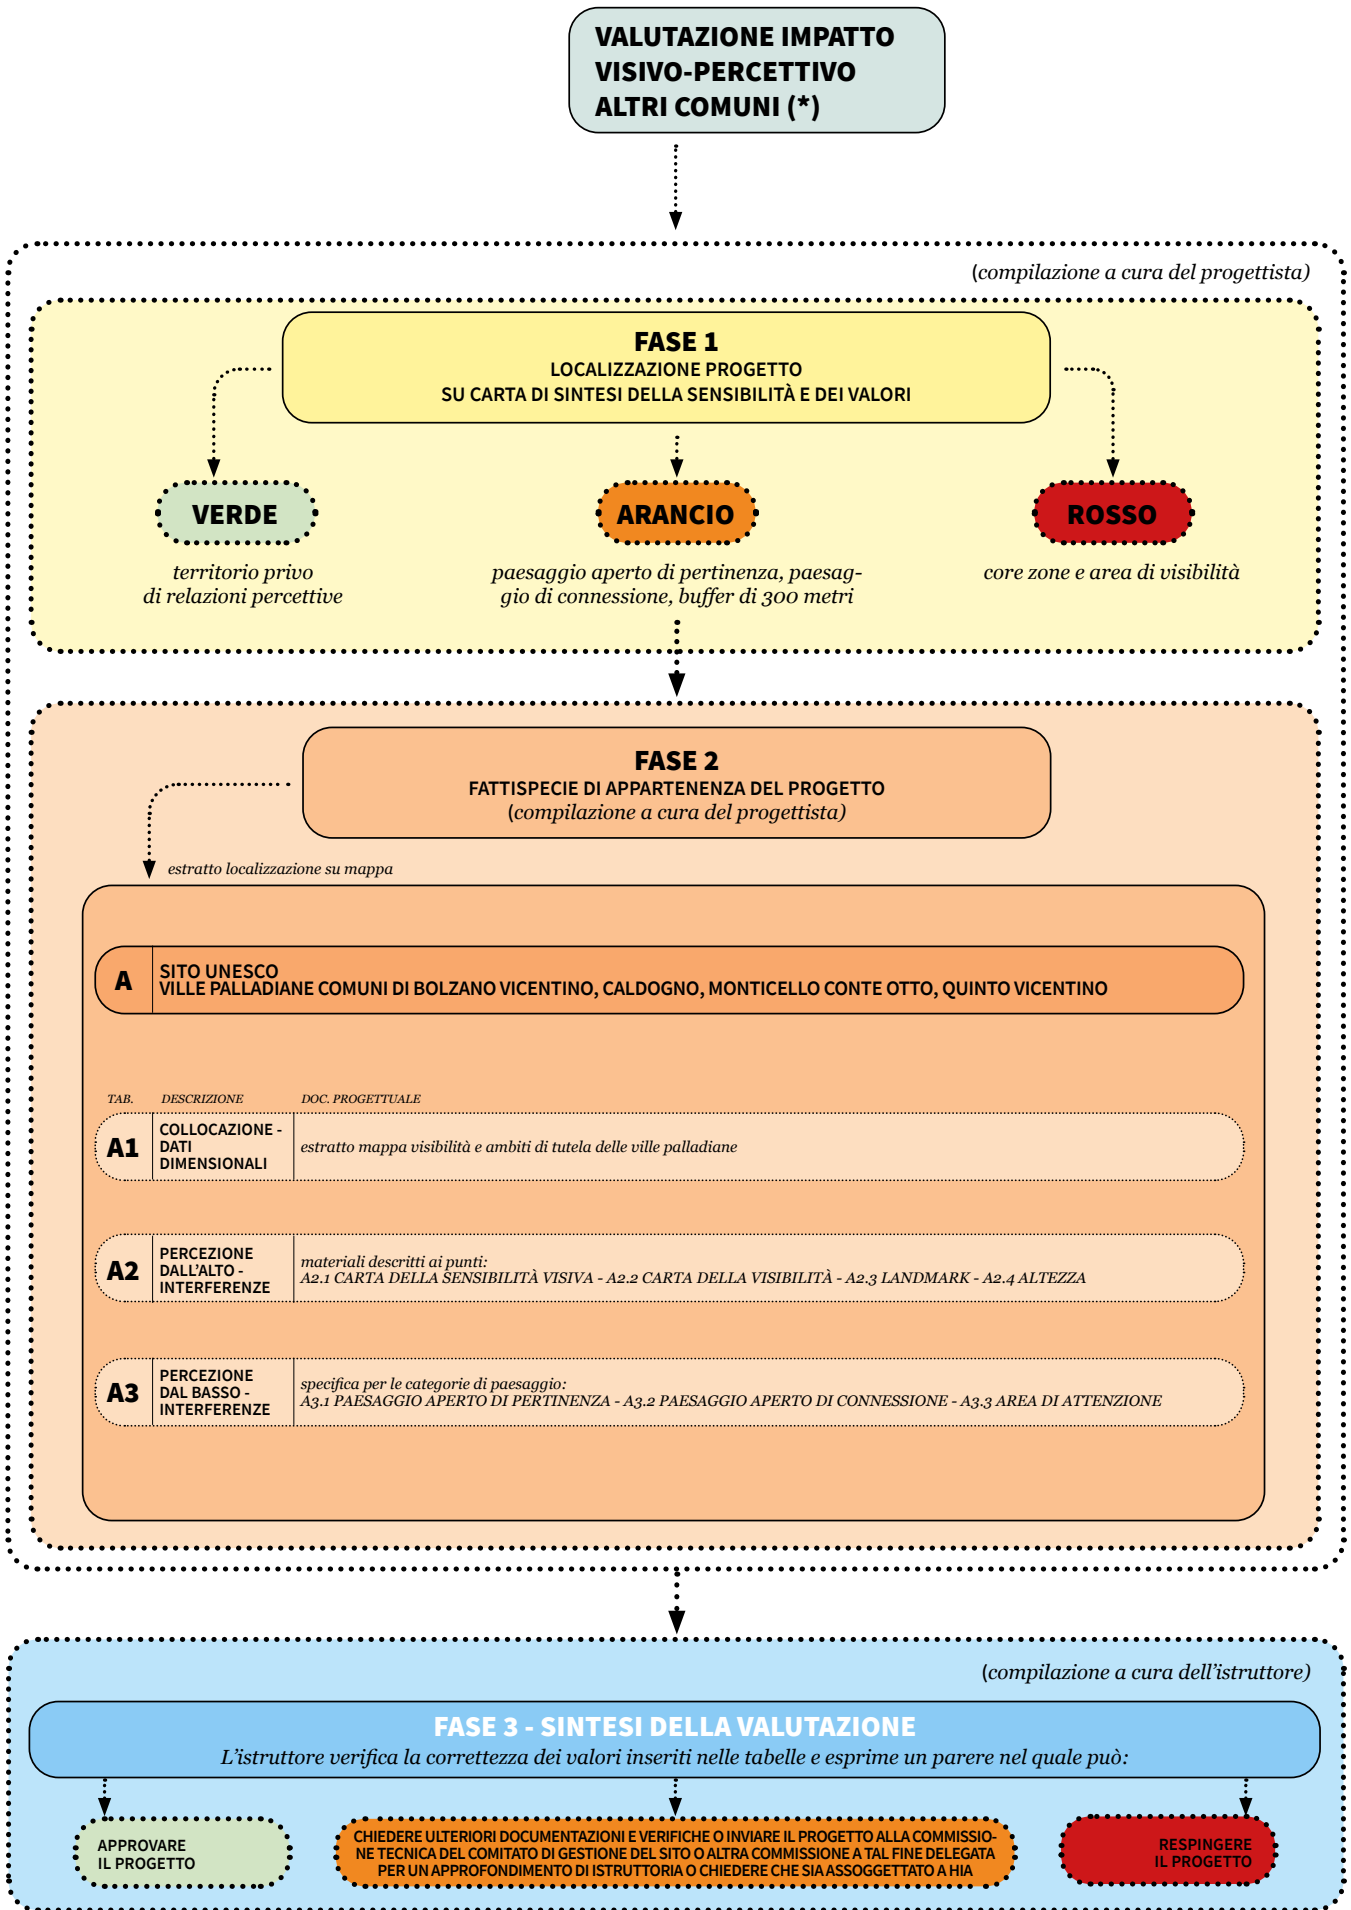 VALUTAZIONE IMPATTO
VISIVO-PERCETTIVO
ALTRI COMUNI (*)
(compilazione a cura del progettista)
FASE 1
LOCALIZZAZIONE PROGETTO
SU CARTA DI SINTESI DELLA SENSIBILITÀ E DEI VALORI
VERDE
ARANCIO
ROSSO
territorio privo
di relazioni percettive
paesaggio aperto di pertinenza, paesag-
gio di connessione, buffer di 300 metri
core zone e area di visibilità
FASE 2
FATTISPECIE DI APPARTENENZA DEL PROGETTO
(compilazione a cura del progettista)
estratto localizzazione su mappa
A
SITO UNESCO
VILLE PALLADIANE COMUNI DI BOLZANO VICENTINO, CALDOGNO, MONTICELLO CONTE OTTO, QUINTO VICENTINO
TAB. DESCRIZIONE DOC. PROGETTUALE
A1
COLLOCAZIONE -
DATI
DIMENSIONALI
estratto mappa visibilità e ambiti di tutela delle ville palladiane
A2
PERCEZIONE
DALL'ALTO -
INTERFERENZE
materiali descritti ai punti:
A2.1 CARTA DELLA SENSIBILITÀ VISIVA - A2.2 CARTA DELLA VISIBILITÀ - A2.3 LANDMARK - A2.4 ALTEZZA
A3
PERCEZIONE
DAL BASSO -
INTERFERENZE
specifica per le categorie di paesaggio:
A3.1 PAESAGGIO APERTO DI PERTINENZA - A3.2 PAESAGGIO APERTO DI CONNESSIONE - A3.3 AREA DI ATTENZIONE
(compilazione a cura dell'istruttore)
FASE 3 - SINTESI DELLA VALUTAZIONE
L'istruttore verifica la correttezza dei valori inseriti nelle tabelle e esprime un parere nel quale può:
APPROVARE
IL PROGETTO
CHIEDERE ULTERIORI DOCUMENTAZIONI E VERIFICHE O INVIARE IL PROGETTO ALLA COMMISSIO-
NE TECNICA DEL COMITATO DI GESTIONE DEL SITO O ALTRA COMMISSIONE A TAL FINE DELEGATA
PER UN APPROFONDIMENTO DI ISTRUTTORIA O CHIEDERE CHE SIA ASSOGGETTATO A HIA
RESPINGERE
IL PROGETTO